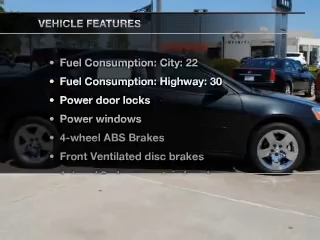 VEHICLE FEATURES
• Fuel Consumption: City: 22
• Fuel Consumption: Highway: 30
• Power door locks
• Power windows
• 4-wheel ABS Brakes
• Front Ventilated disc brakes
INFINITI